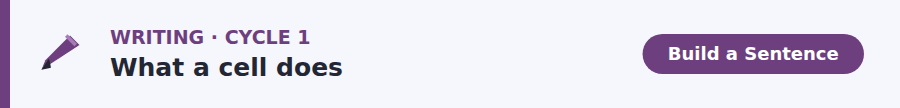 WRITING · CYCLE 1
What a cell does
Build a Sentence